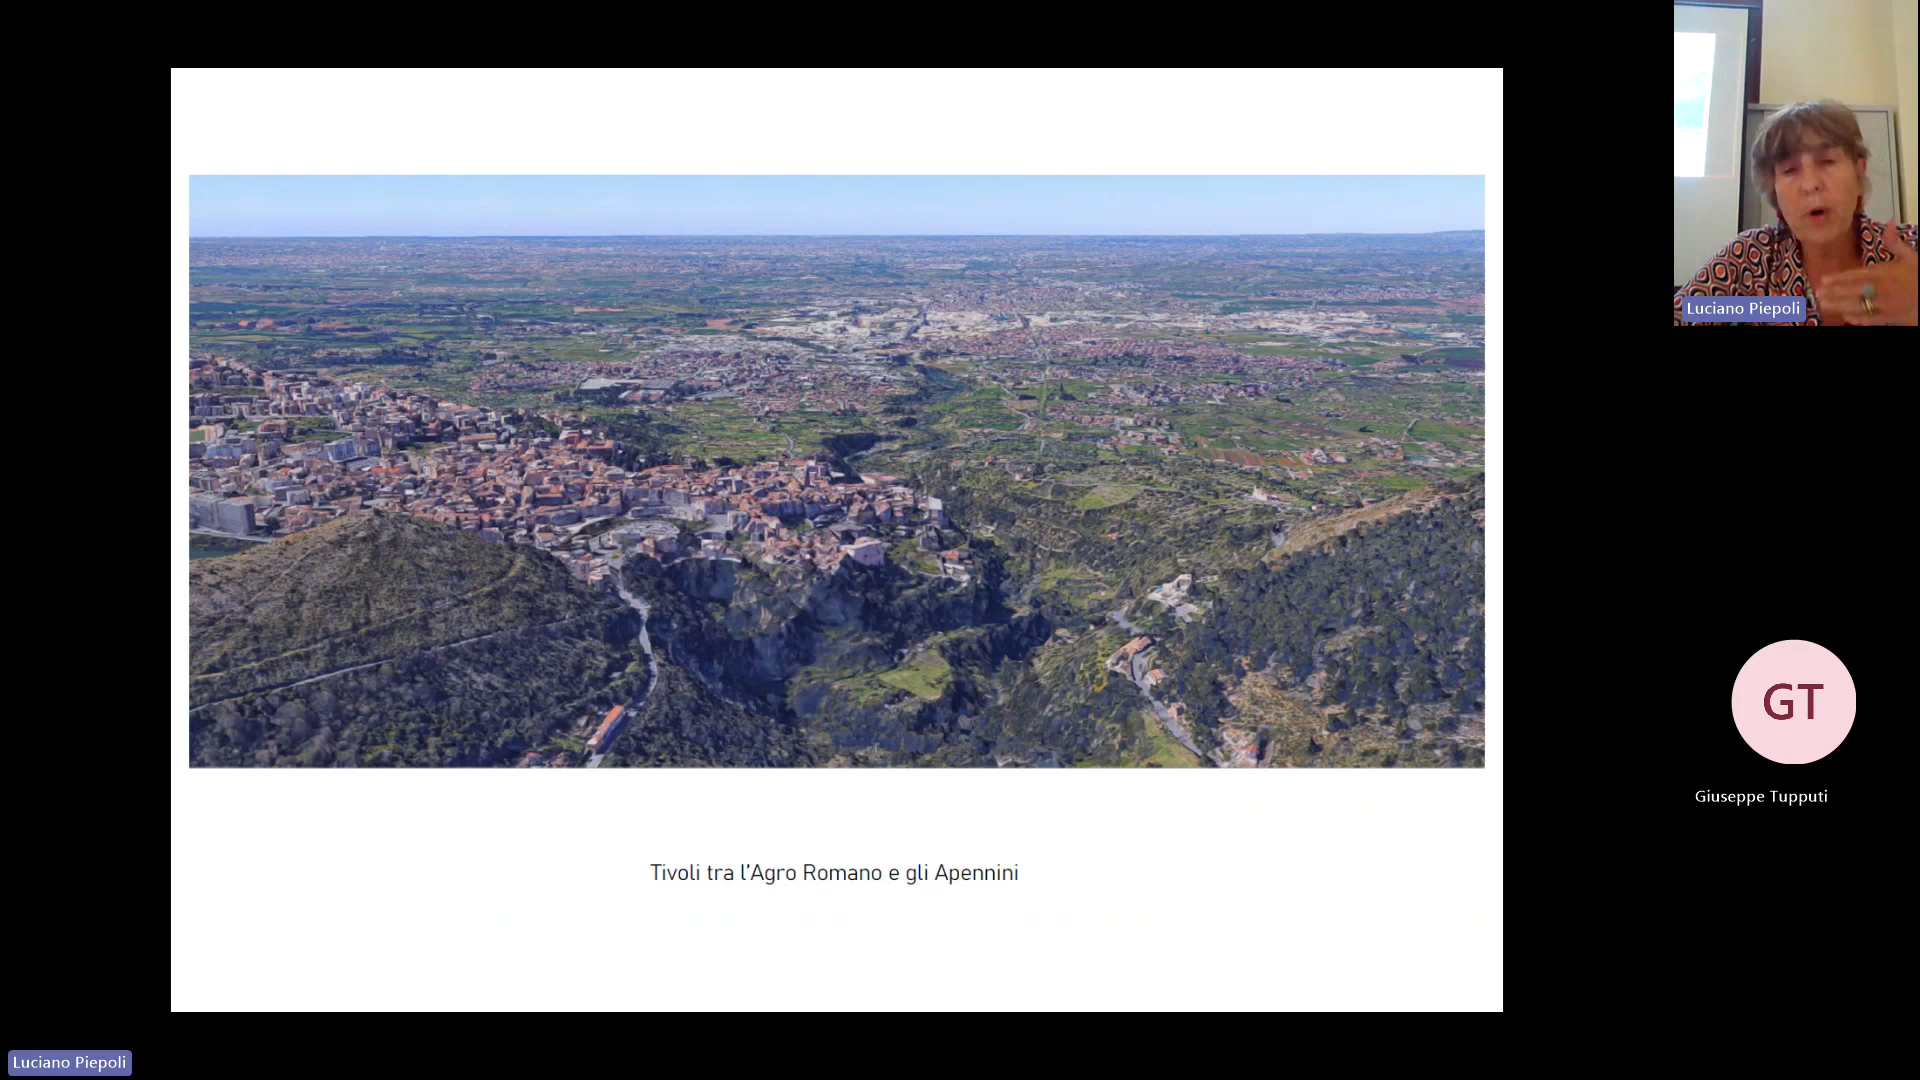 Luciano Piepoli
GT
Giuseppe Tupputi
Tivoli tra l'Agro Romano e gli Apennini
Luciano Piepoli